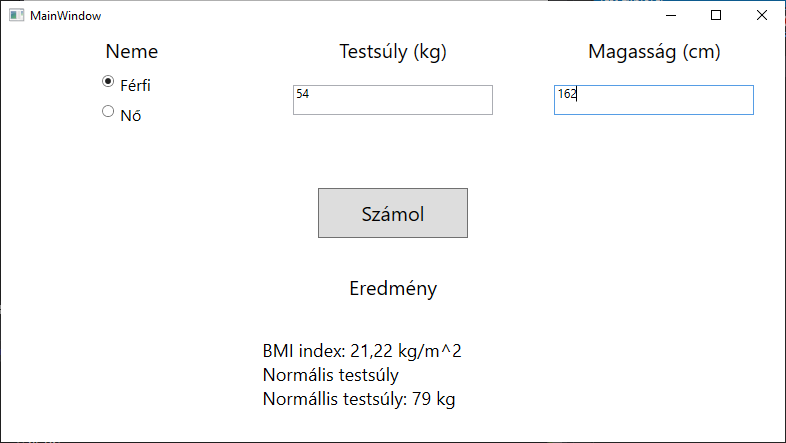 MainWindow
Neme
Testsúly (kg)
Magasság (cm)
Férfi
54
162
Nő
Számol
Eredmény
BMI index: 21,22 kg/m^2
Normális testsúly
Normállis testsúly: 79 kg